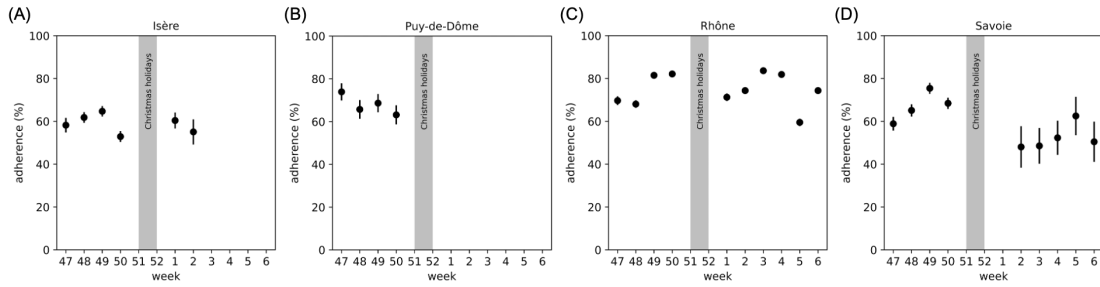 (A)
Isère
100
80
60
40
20
0
adherence (%)
Christmas holidays
47 48 49 50 51 52 1 2 3 4 5 6
week
(B)
Puy-de-Dôme
100
80
60
40
20
0
adherence (%)
Christmas holidays
47 48 49 50 51 52 1 2 3 4 5 6
week
(C)
Rhône
100
80
60
40
20
0
adherence (%)
Christmas holidays
47 48 49 50 51 52 1 2 3 4 5 6
week
(D)
Savoie
100
80
60
40
20
0
adherence (%)
Christmas holidays
47 48 49 50 51 52 1 2 3 4 5 6
week